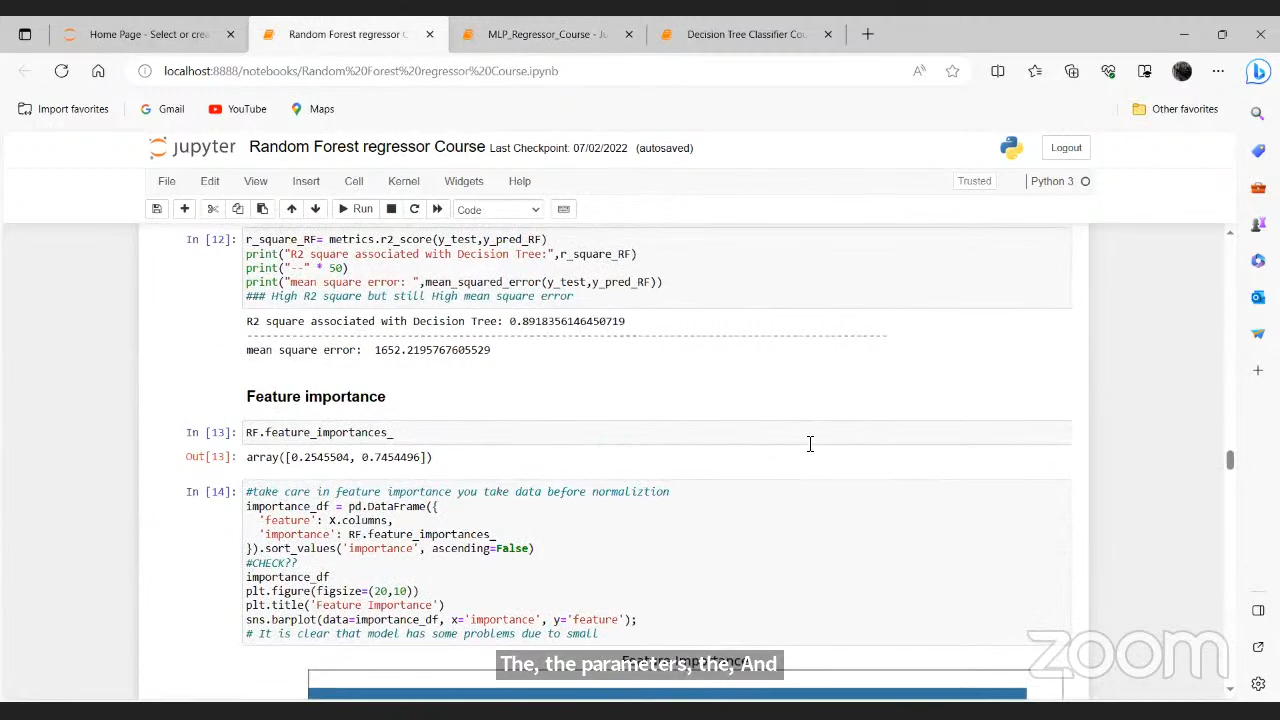 Home Page - Select or crea
Random Forest regressor C
MLP_Regressor_Course - Ju
Decision Tree Classifier Cou
localhost:8888/notebooks/Random%20Forest%20regressor%20Course.ipynb
Import favorites
Gmail
YouTube
Maps
Other favorites
jupyter Random Forest regressor Course Last Checkpoint: 07/02/2022 (autosaved)
Logout
File Edit View Insert Cell Kernel Widgets Help
Trusted
Python 3
Run
Code
In [12]: r_square_RF= metrics.r2_score(y_test,y_pred_RF)
print("R2 square associated with Decision Tree:",r_square_RF)
print("--" * 50)
print("mean square error: ",mean_squared_error(y_test,y_pred_RF))
### High R2 square but still High mean square error
R2 square associated with Decision Tree: 0.8918356146450719
----------------------------------------------------------------------------------------------------
mean square error:  1652.2195767605529
Feature importance
In [13]: RF.feature_importances_
Out[13]: array([0.2545504, 0.7454496])
In [14]: #take care in feature importance you take data before normaliztion
importance_df = pd.DataFrame({
'feature': X.columns,
'importance': RF.feature_importances_
}).sort_values('importance', ascending=False)
#CHECK??
importance_df
plt.figure(figsize=(20,10))
plt.title('Feature Importance')
sns.barplot(data=importance_df, x='importance', y='feature');
# It is clear that model has some problems due to small
The, the parameters, the, And
zoom